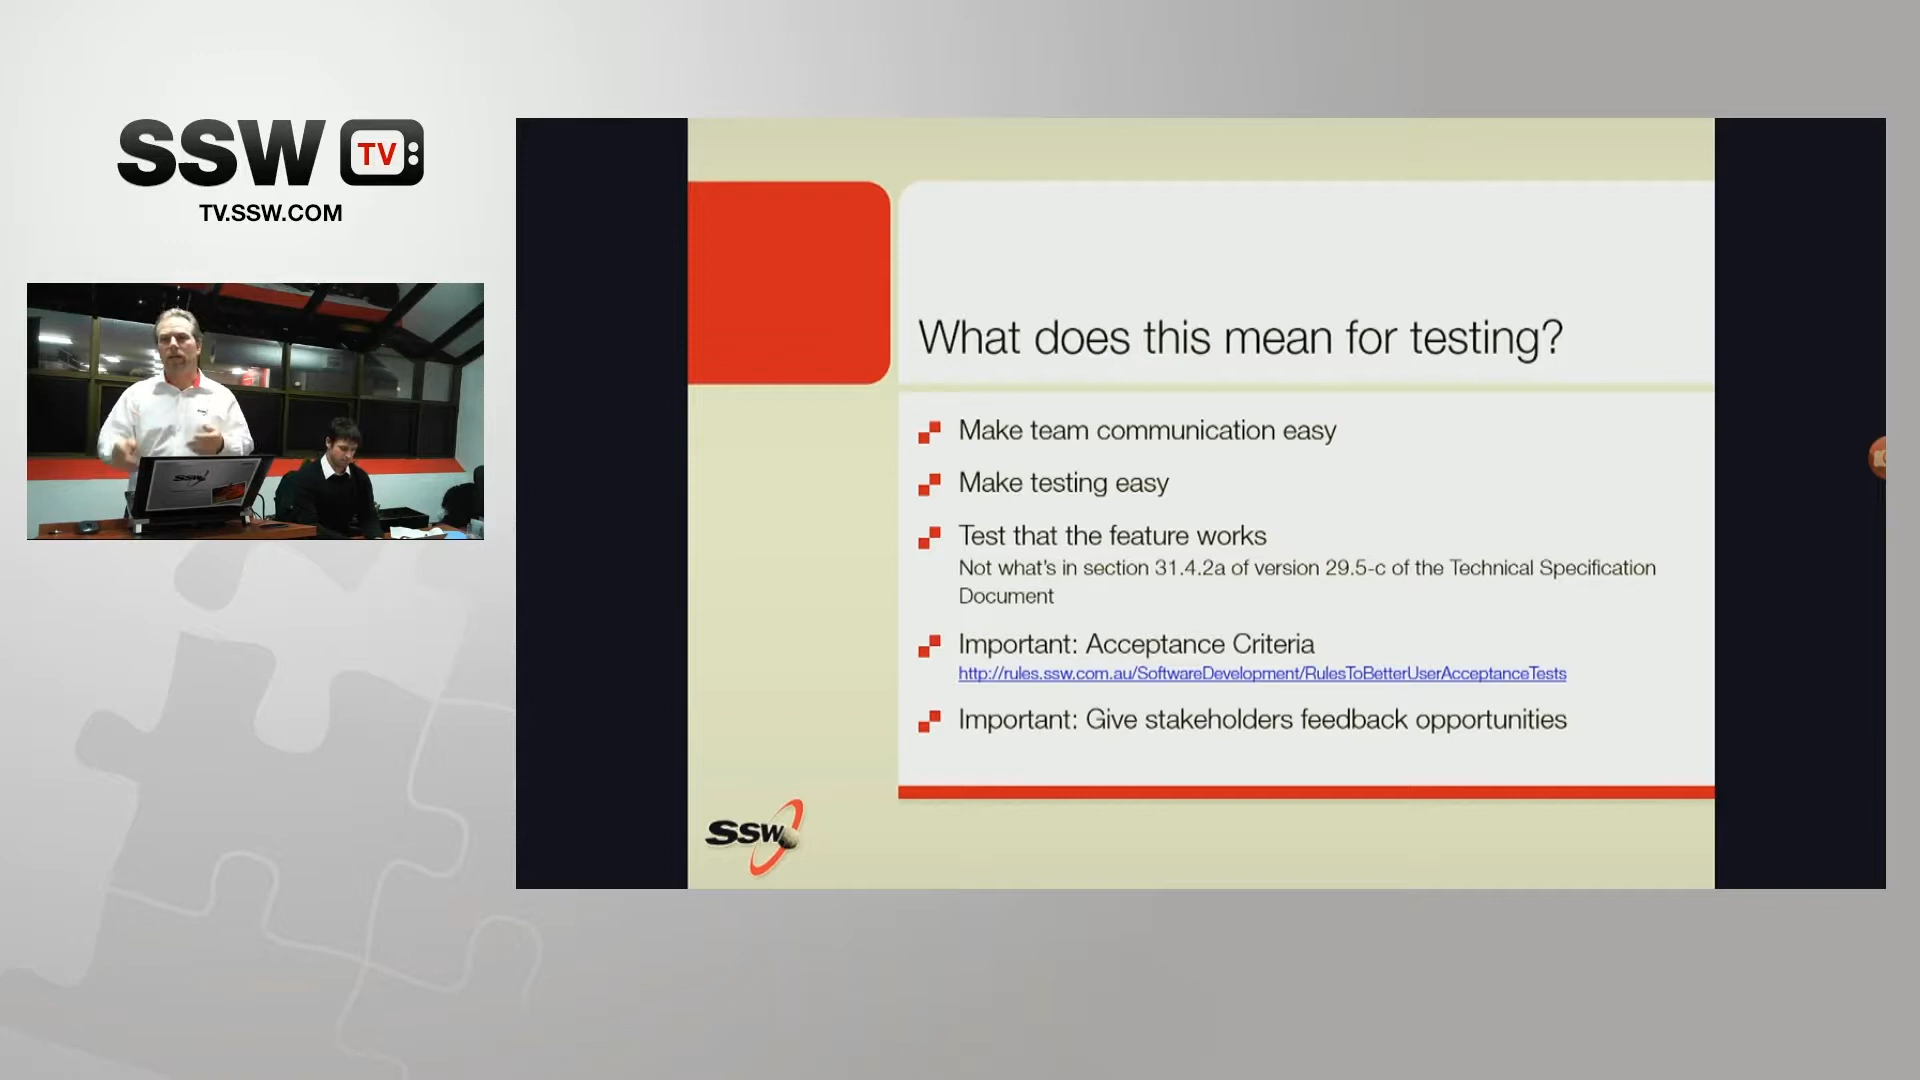 SSW TV:
TV.SSW.COM
SSW
What does this mean for testing?
Make team communication easy
Make testing easy
Test that the feature works
Not what's in section 31.4.2a of version 29.5-c of the Technical Specification
Document
Important: Acceptance Criteria
http://rules.ssw.com.au/SoftwareDevelopment/RulesToBetterUserAcceptanceTests
Important: Give stakeholders feedback opportunities
SSW